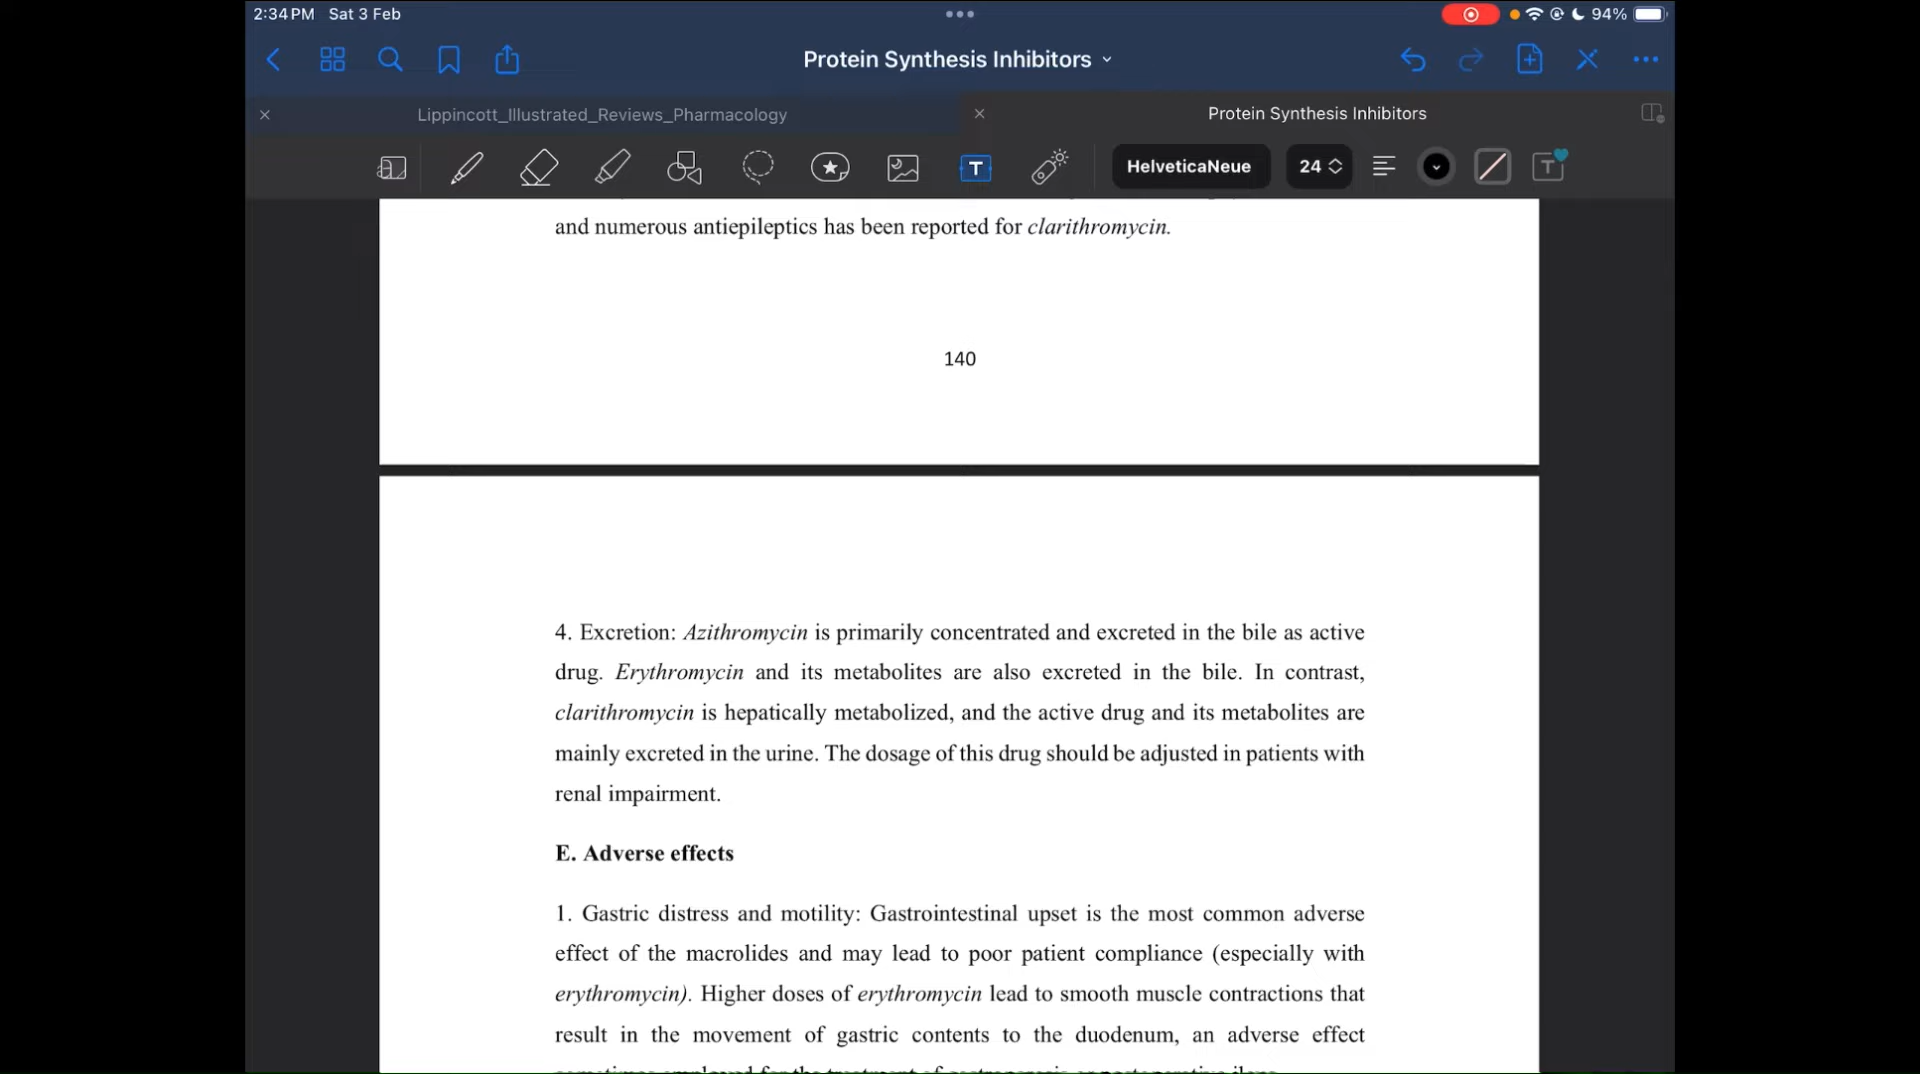 2:34 PM Sat 3 Feb
94%
Protein Synthesis Inhibitors
Lippincott_Illustrated_Reviews_Pharmacology
Protein Synthesis Inhibitors
HelveticaNeue
24
and numerous antiepileptics has been reported for clarithromycin.
140
4. Excretion: Azithromycin is primarily concentrated and excreted in the bile as active
drug. Erythromycin and its metabolites are also excreted in the bile. In contrast,
clarithromycin is hepatically metabolized, and the active drug and its metabolites are
mainly excreted in the urine. The dosage of this drug should be adjusted in patients with
renal impairment.
E. Adverse effects
1. Gastric distress and motility: Gastrointestinal upset is the most common adverse
effect of the macrolides and may lead to poor patient compliance (especially with
erythromycin). Higher doses of erythromycin lead to smooth muscle contractions that
result in the movement of gastric contents to the duodenum, an adverse effect